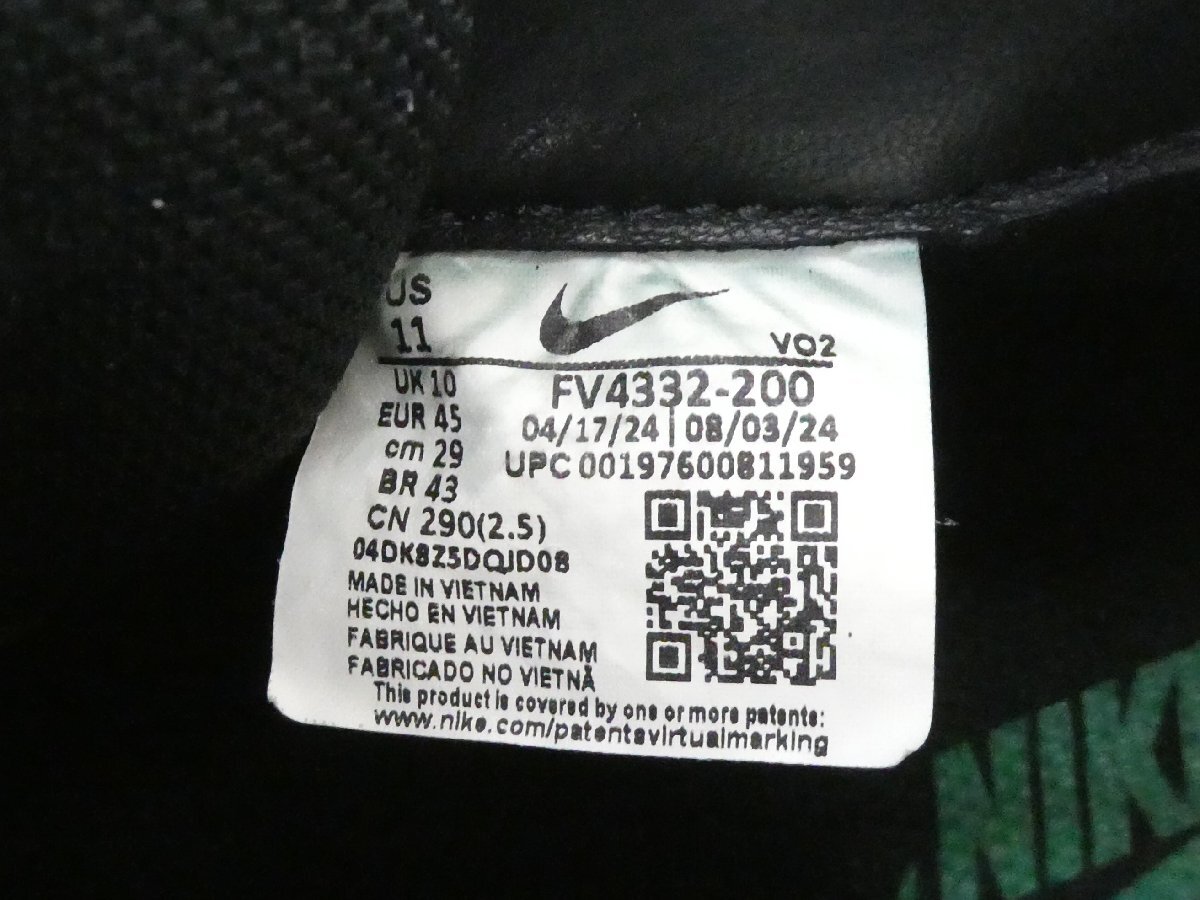 US
11
VO2
UK 10
EUR 45
cm 29
BR 43
CN 290(2.5)
FV4332-200
04/17/24 | 08/03/24
UPC 00197600811959
04DK8Z5DQJD08
MADE IN VIETNAM
HECHO EN VIETNAM
FABRIQUE AU VIETNAM
FABRICADO NO VIETNÃ
This product is covered by one or more patents:
www.nike.com/patentsvirtualmarking
NIKE